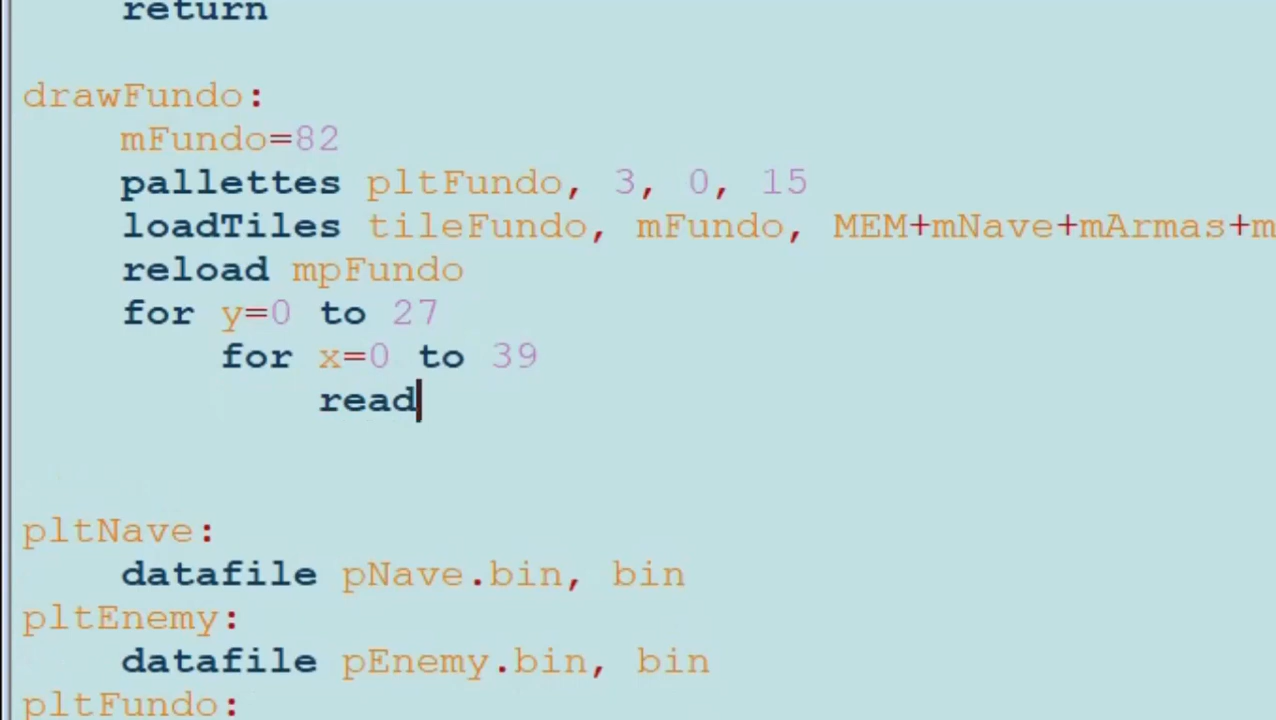 return
drawFundo:
mFundo=82
pallettes pltFundo, 3, 0, 15
loadTiles tileFundo, mFundo, MEM+mNave+mArmas+m
reload mpFundo
for y=0 to 27
for x=0 to 39
read
pltNave:
datafile pNave.bin, bin
pltEnemy:
datafile pEnemy.bin, bin
pltFundo: